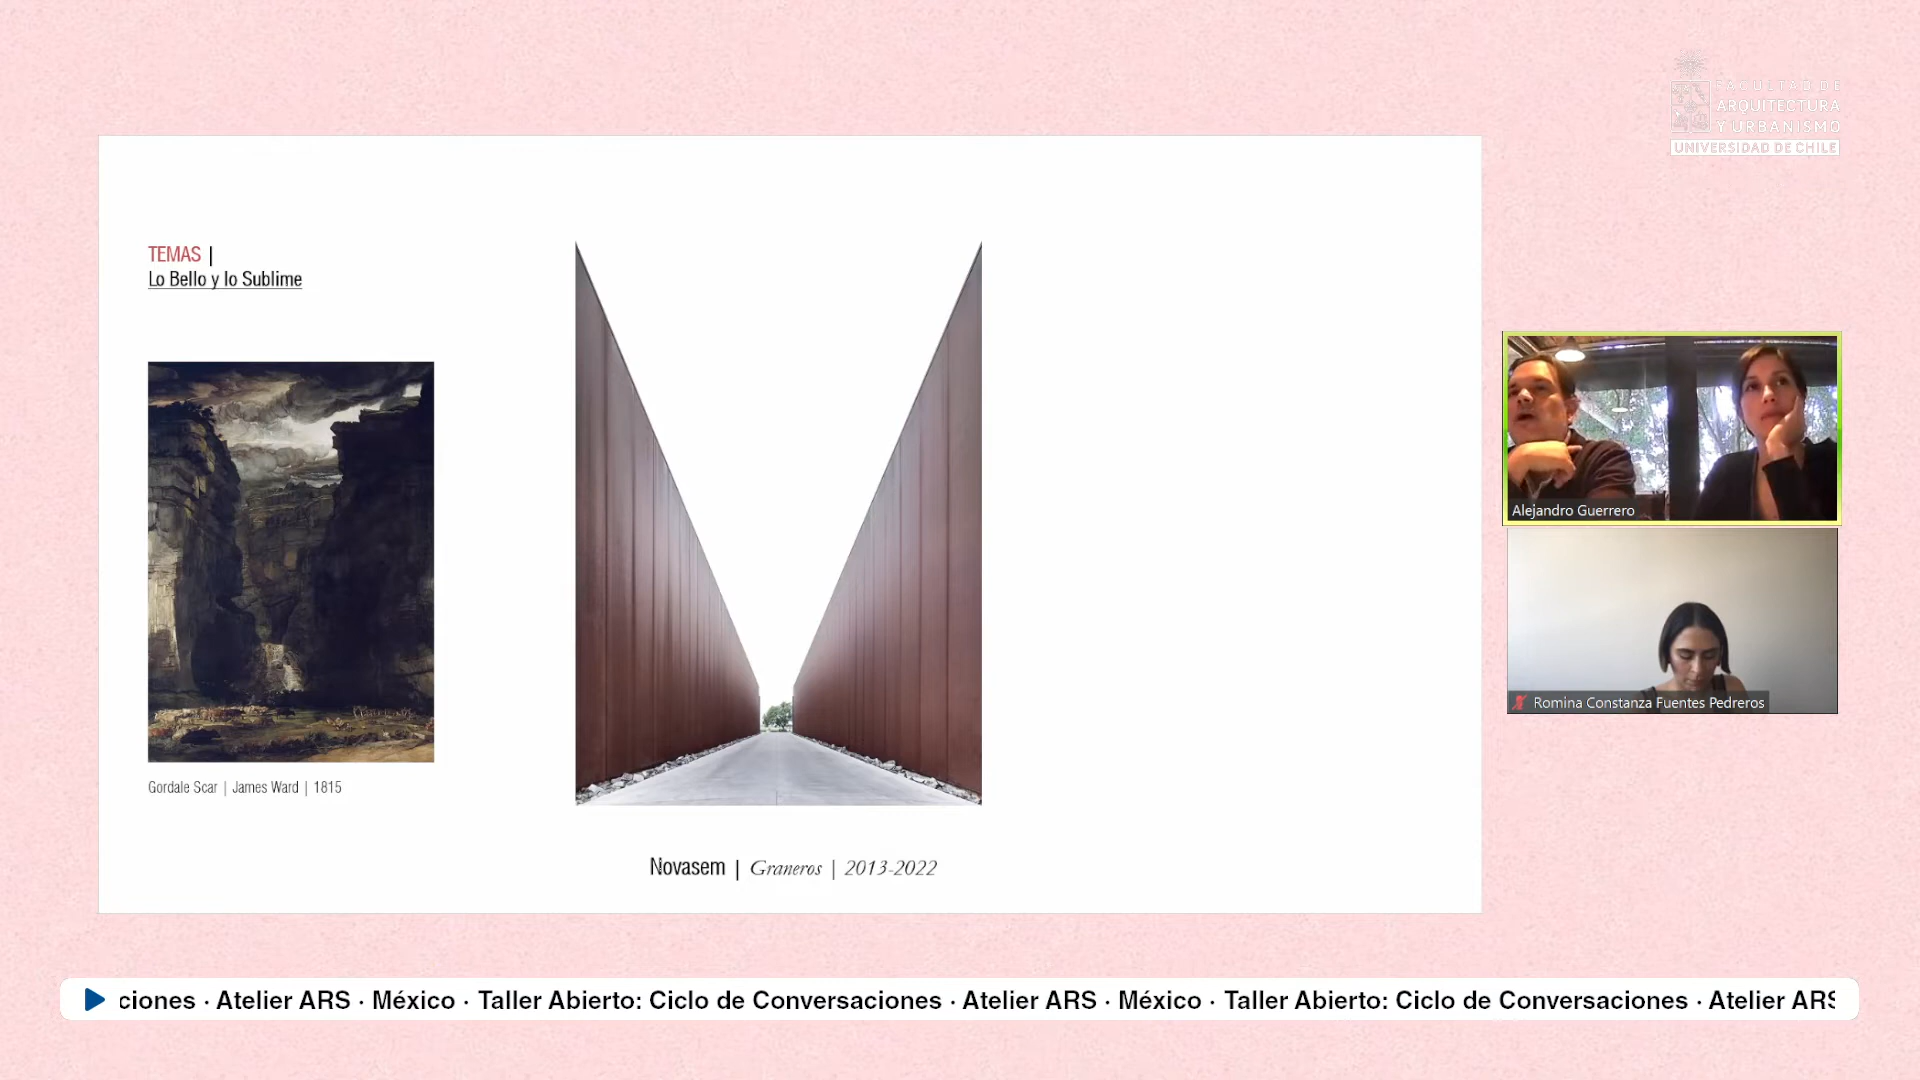 FACULTAD DE
ARQUITECTURA
Y URBANISMO
UNIVERSIDAD DE CHILE
TEMAS |
Lo Bello y lo Sublime
Gordale Scar | James Ward | 1815
Novasem | Graneros | 2013-2022
Alejandro Guerrero
Romina Constanza Fuentes Pedreros
ciones · Atelier ARS · México · Taller Abierto: Ciclo de Conversaciones · Atelier ARS · México · Taller Abierto: Ciclo de Conversaciones · Atelier ARS